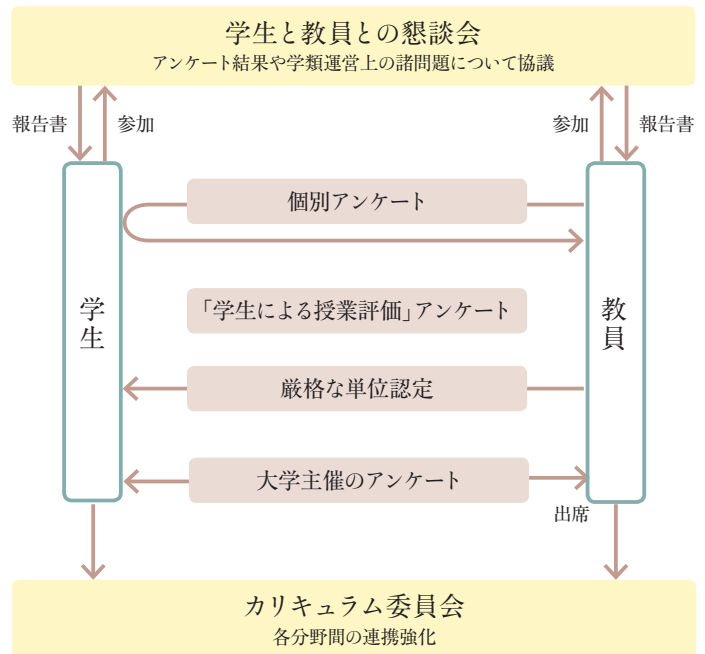 学生と教員との懇談会
アンケート結果や学類運営上の諸問題について協議
報告書
参加
参加
報告書
個別アンケート
学生
「学生による授業評価」アンケート
教員
厳格な単位認定
大学主催のアンケート
出席
カリキュラム委員会
各分野間の連携強化